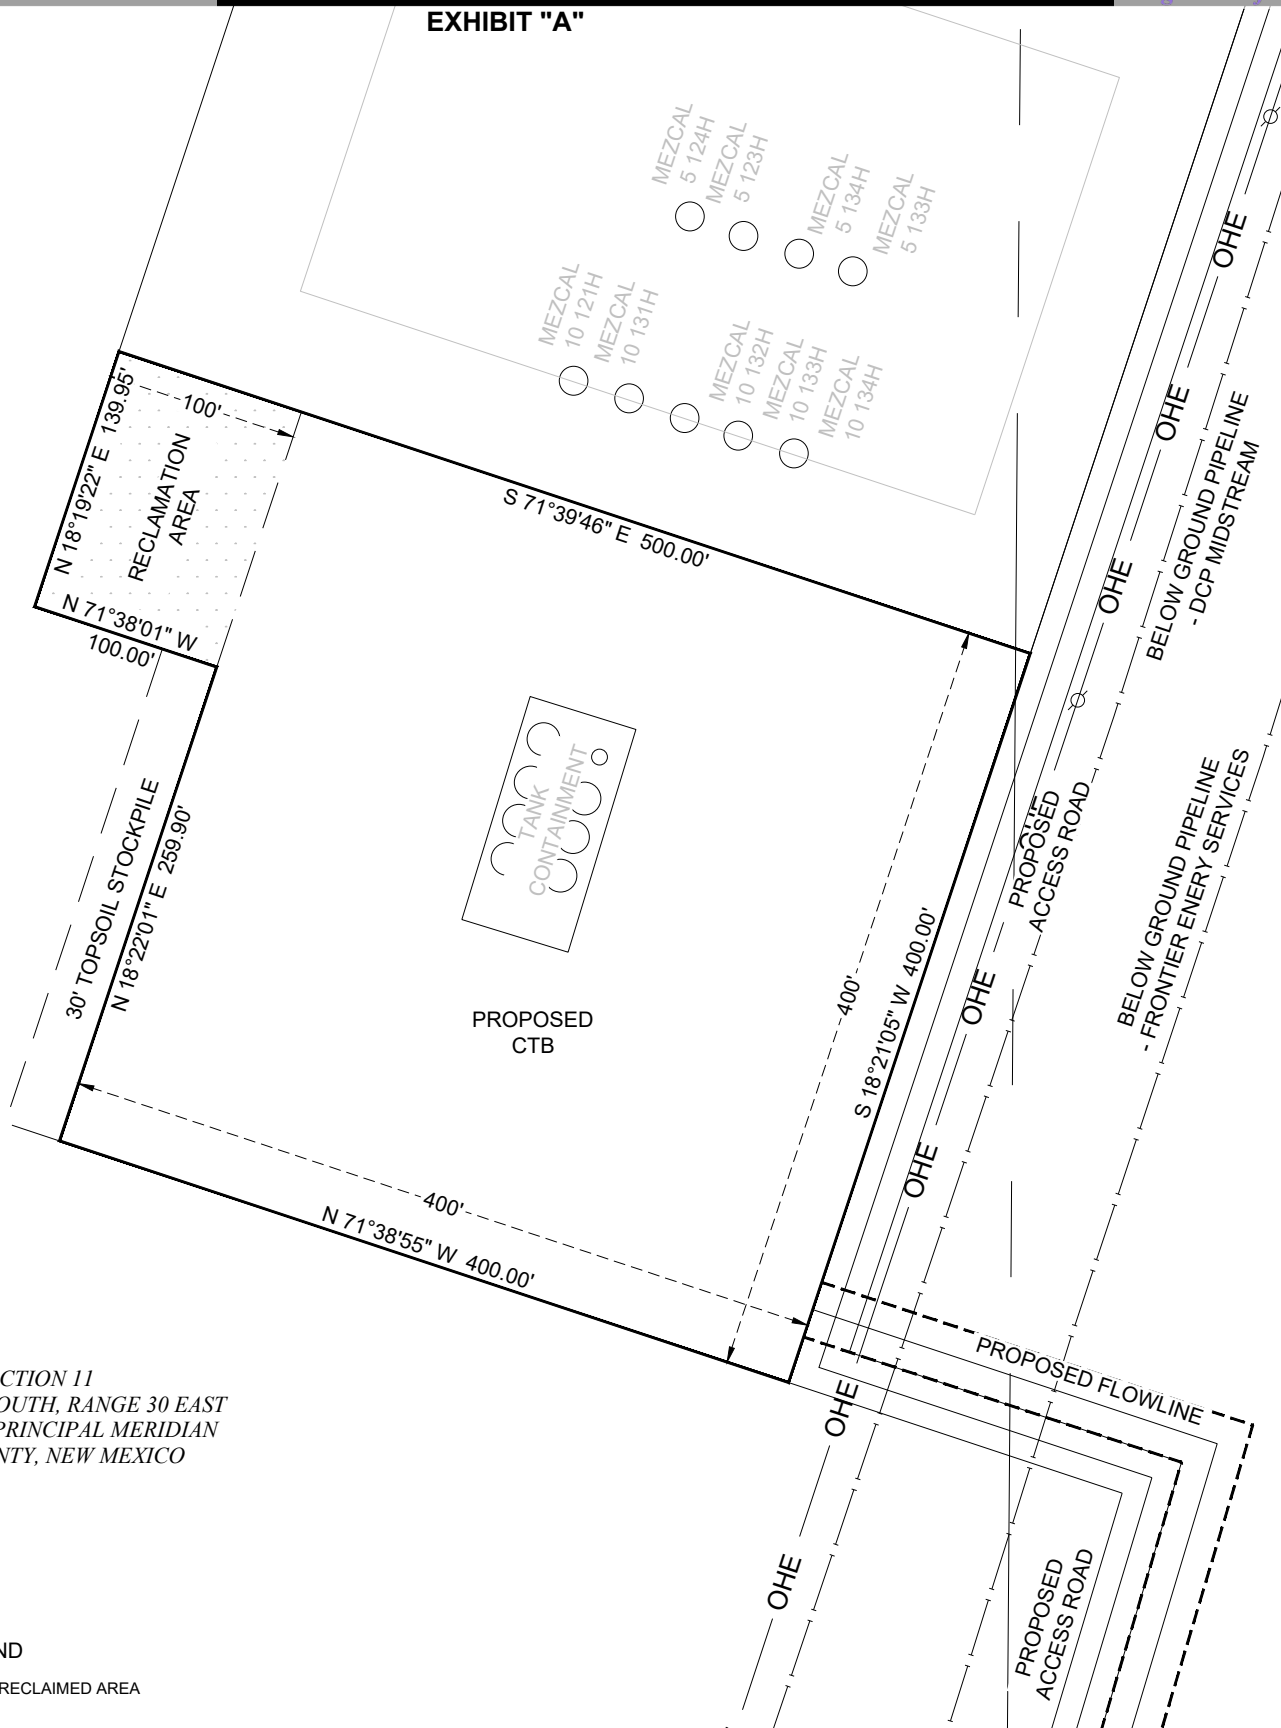 EXHIBIT "A"
MEZCAL
5 124H
MEZCAL
5 123H
MEZCAL
5 134H
MEZCAL
5 133H
MEZCAL
10 121H
MEZCAL
10 131H
MEZCAL
10 132H
MEZCAL
10 133H
MEZCAL
10 134H
OHE
OHE
OHE
BELOW GROUND PIPELINE
- DCP MIDSTREAM
100'
N 18°19'22" E 139.95'
RECLAMATION
AREA
N 71°38'01" W
100.00'
S 71°39'46" E 500.00'
30' TOPSOIL STOCKPILE
N 18°22'01" E 259.90'
TANK
CONTAINMENT
PROPOSED
CTB
400'
S 18°21'05" W 400.00'
PROPOSED
ACCESS ROAD
BELOW GROUND PIPELINE
- FRONTIER ENERY SERVICES
OHE
OHE
400'
N 71°38'55" W 400.00'
PROPOSED FLOWLINE
OHE
OHE
PROPOSED
ACCESS ROAD
CTION 11
OUTH, RANGE 30 EAST
PRINCIPAL MERIDIAN
NTY, NEW MEXICO
ND
RECLAIMED AREA